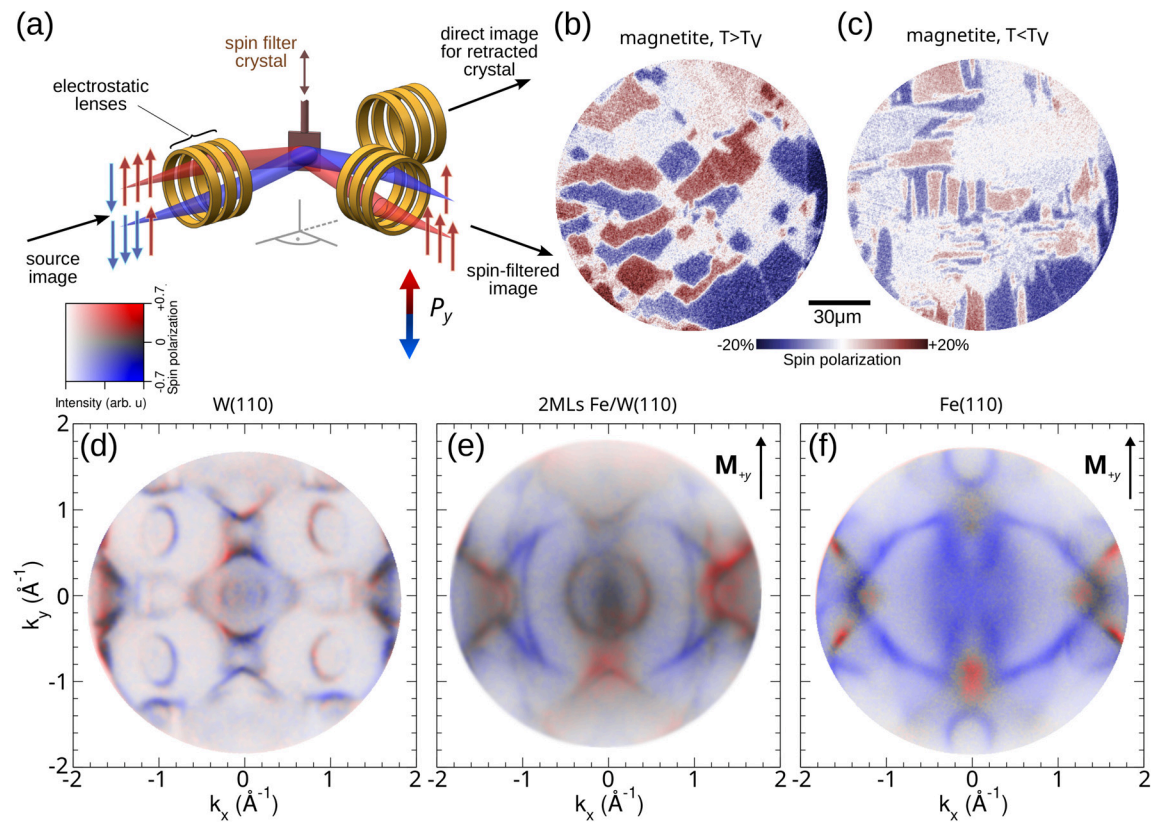 (a)
spin filter
crystal
direct image
for retracted
crystal
electrostatic
lenses
source
image
spin-filtered
image
P_y
+0.7
0
-0.7
Spin polarization
Intensity (arb. u)
(b)
magnetite, T>T_V
(c)
magnetite, T<T_V
30μm
-20%
+20%
Spin polarization
W(110)
(d)
2
1
0
-1
-2
k_y (Å⁻¹)
-2 -1 0 1 2
k_x (Å⁻¹)
2MLs Fe/W(110)
(e)
M_+y
-2 -1 0 1 2
k_x (Å⁻¹)
Fe(110)
(f)
M_+y
-2 -1 0 1 2
k_x (Å⁻¹)